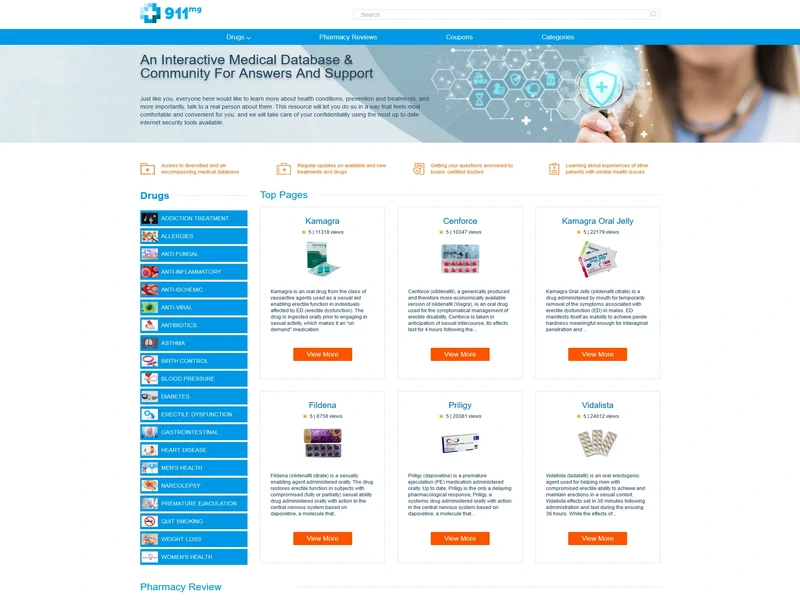 911mg
Search
Drugs
Pharmacy Reviews
Coupons
Categories
An Interactive Medical Database &
Community For Answers And Support
Just like you, everyone here would like to learn more about health conditions, prevention and treatments, and
more importantly, talk to a real person about them. This resource will let you do so in a way that feels most
comfortable and convenient for you, and we will take care of your confidentiality using the most up to date
internet security tools available.
Access to diversified and all-
encompassing medical database
Regular updates on available and new
treatments and drugs
Getting your questions answered by
board- certified doctors
Learning about experiences of other
patients with similar health issues
Drugs
ADDICTION TREATMENT
ALLERGIES
ANTI FUNGAL
ANTI-INFLAMMATORY
ANTI-ISCHEMIC
ANTI-VIRAL
ANTIBIOTICS
ASTHMA
BIRTH CONTROL
BLOOD PRESSURE
DIABETES
ERECTILE DYSFUNCTION
GASTROINTESTINAL
HEART DISEASE
MEN'S HEALTH
NARCOLEPSY
PREMATURE EJACULATION
QUIT SMOKING
WEIGHT LOSS
WOMEN'S HEALTH
Top Pages
Kamagra
5 | 11318 views
Kamagra is an oral drug from the class of
vasoactive agents used as a sexual aid
enabling erectile function in individuals
affected by ED (erectile dysfunction). The
drug is ingested orally prior to engaging in
sexual activity, which makes it an "on
demand" medication.
View More
Cenforce
5 | 10347 views
Cenforce (sildenafil), a generically produced
and therefore more economically available
version of sildenafil (Viagra), is an oral drug
used for the symptomatical management of
erectile disability. Cenforce is taken in
anticipation of sexual intercourse; its effects
last for 4 hours following the...
View More
Kamagra Oral Jelly
5 | 22179 views
Kamagra Oral Jelly (sildenafil citrate) is a
drug administered by mouth for temporarily
removal of the symptoms associated with
erectile dysfunction (ED) in males. ED
manifests itself as inability to achieve penile
hardness meaningful enough for intravaginal
penetration and ...
View More
Fildena
5 | 8758 views
Fildena (sildenafil citrate) is a sexually
enabling agent administered orally. The drug
restores erectile function in subjects with
compromised (fully or partially) sexual ability
drug administered orally with action in the
central nervous system based on
dapoxetine, a molecule that.
View More
Priligy
5 | 20381 views
Priligy (dapoxetine) is a premature
ejaculation (PE) medication administered
orally. Up to date, Priligy is the only a delaying
pharmacological response, Priligy, a
systemic drug administered orally with action
in the central nervous system based on
dapoxetine, a molecule that...
View More
Vidalista
5 | 24012 views
Vidalista (tadalafil) is an oral erectogenic
agent used for helping men with
compromised erectile ability to achieve and
maintain erections in a sexual context.
Vidalista effects set in 30 minutes following
administration and last during the ensuing
36 hours. While the effects of...
View More
Pharmacy Review